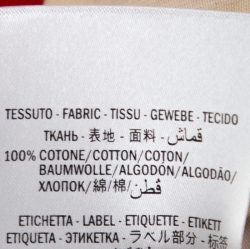 TESSUTO - FABRIC - TISSU - GEWEBE - TECIDO
ТКАНЬ - 表地 - 面料 - قماش
100% COTONE/COTTON/COTON/
BAUMWOLLE/ALGODÓN/ALGODÃO/
ХЛОПОК/綿/棉/قطن
ETICHETTA - LABEL - ETIQUETTE - ETIKETT
ETIQUETA - ЭТИКЕТКА - ラベル部分 - 标签